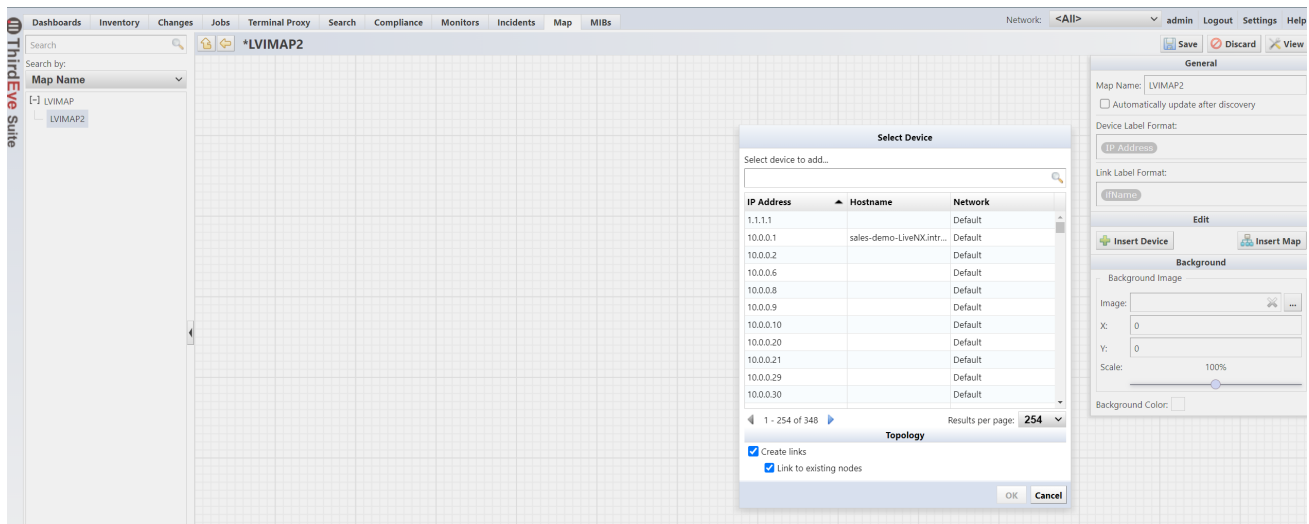 ThirdEye Suite
Dashboards Inventory Changes Jobs Terminal Proxy Search Compliance Monitors Incidents Map MIBs
Network: <All> admin Logout Settings Help
Search
*LVIMAP2
Save Discard View
Search by:
Map Name
[-] LVIMAP
LVIMAP2
General
Map Name: LVIMAP2
Automatically update after discovery
Device Label Format:
IP Address
Link Label Format:
ifName
Edit
Insert Device Insert Map
Background
Background Image
Image: ...
X: 0
Y: 0
Scale: 100%
Background Color:
Select Device
Select device to add...
IP Address Hostname Network
1.1.1.1 Default
10.0.0.1 sales-demo-LiveNX.intr... Default
10.0.0.2 Default
10.0.0.6 Default
10.0.0.8 Default
10.0.0.9 Default
10.0.0.10 Default
10.0.0.20 Default
10.0.0.21 Default
10.0.0.29 Default
10.0.0.30 Default
1 - 254 of 348 Results per page: 254
Topology
Create links
Link to existing nodes
OK Cancel